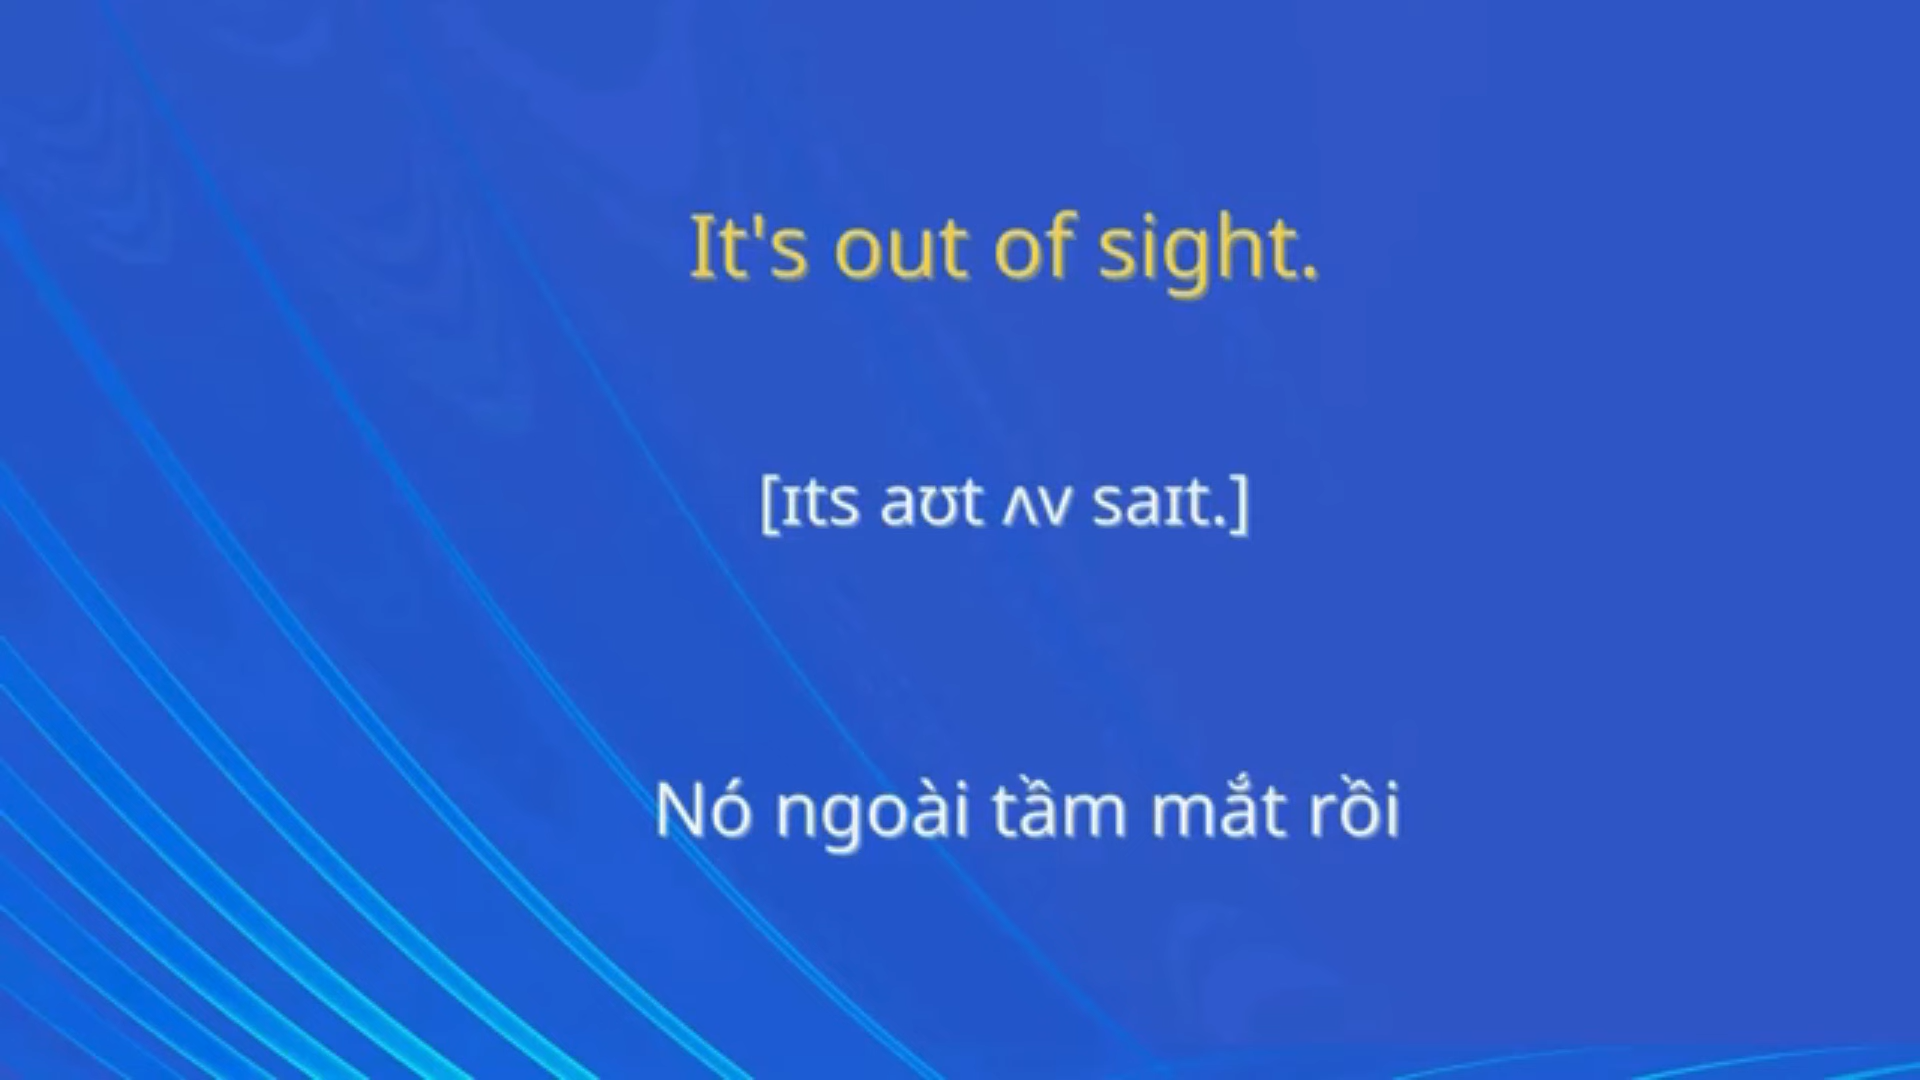 It's out of sight.
[ɪts aʊt ʌv saɪt.]
Nó ngoài tầm mắt rồi